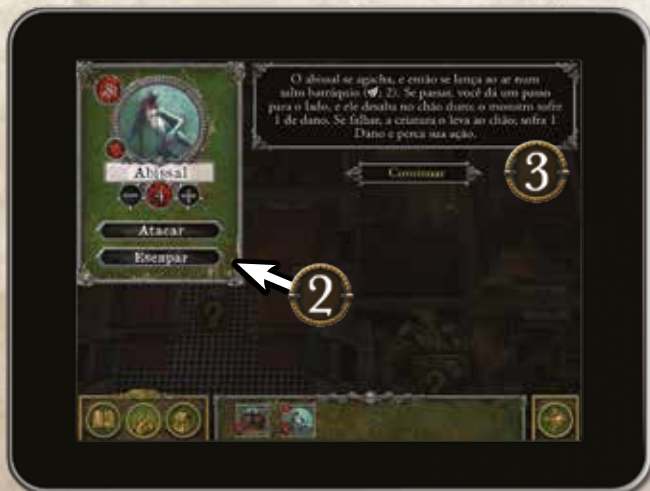 O abissal se agacha, e então se lança ao ar num
salto batráquio (; 2). Se passar, você dá um passo
para o lado, e ele desaba no chão duro; o monstro sofre
1 de dano. Se falhar, a criatura o leva ao chão; sofra 1
Dano e perca sua ação.
Continuar
3
Abissal
4
Atacar
Escapar
2